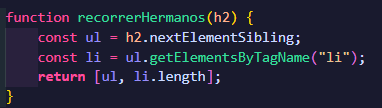 function recorrerHermanos(h2) {
    const ul = h2.nextElementSibling;
    const li = ul.getElementsByTagName("li");
    return [ul, li.length];
}